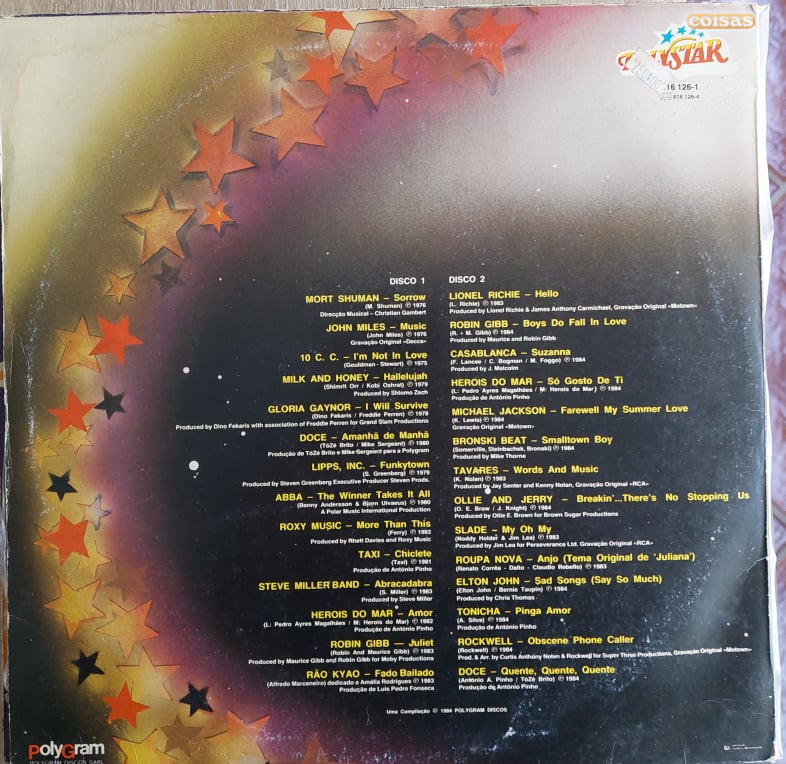 coisas
POLYSTAR
750$00
816 126-1
816 126-4
DISCO 1
MORT SHUMAN – Sorrow
(M. Shuman) ℗ 1976
Direcção Musical – Christian Gambert
JOHN MILES – Music
(John Miles) ℗ 1976
Gravação Original «Decca»
10 C. C. – I'm Not In Love
(Gouldman - Stewart) ℗ 1975
MILK AND HONEY – Hallelujah
(Shimrit Orr / Kobi Oshrat) ℗ 1979
Produced by Shlomo Zach
GLORIA GAYNOR – I Will Survive
(Dino Fekaris / Freddie Perren) ℗ 1978
Produced by Dino Fekaris with association of Freddie Perren for Grand Slam Productions
DOCE – Amanhã de Manhã
(TóZé Brito / Mike Sergeant) ℗ 1980
Produção de TóZé Brito e Mike Sergeant para a Polygram
LIPPS, INC. – Funkytown
(S. Greenberg) ℗ 1979
Produced by Steven Greenberg Executive Producer Steven Prods.
ABBA – The Winner Takes It All
(Benny Andersson & Bjorn Ulvaeus) ℗ 1980
A Polar Music International Production
ROXY MUSIC – More Than This
(Ferry) ℗ 1982
Produced by Rhett Davies and Roxy Music
TAXI – Chiclete
(Taxi) ℗ 1981
Produção de António Pinho
STEVE MILLER BAND – Abracadabra
(S. Miller) ℗ 1983
Produced by Steve Miller
HEROIS DO MAR – Amor
(L: Pedro Ayres Magalhães / M: Herois do Mar) ℗ 1982
Produção de António Pinho
ROBIN GIBB – Juliet
(Robin And Maurice Gibb) ℗ 1983
Produced by Maurice Gibb and Robin Gibb for Moby Productions
RÃO KYAO – Fado Bailado
(Alfredo Marceneiro) dedicado a Amália Rodrigues ℗ 1983
Produção de Luis Pedro Fonseca
DISCO 2
LIONEL RICHIE – Hello
(L. Richie) ℗ 1983
Produced by Lionel Richie & James Anthony Carmichael, Gravação Original «Motown»
ROBIN GIBB – Boys Do Fall In Love
(R. + M. Gibb) ℗ 1984
Produced by Maurice and Robin Gibb
CASABLANCA – Suzanna
(F. Lancee / C. Bogman / M. Foggo) ℗ 1984
Produced by J. Malcolm
HEROIS DO MAR – Só Gosto De Ti
(L: Pedro Ayres Magalhães / M: Herois do Mar) ℗ 1984
Produção de António Pinho
MICHAEL JACKSON – Farewell My Summer Love
(K. Lewis) ℗ 1984
Gravação Original «Motown»
BRONSKI BEAT – Smalltown Boy
(Somerville, Steinbachek, Bronski) ℗ 1984
Produced by Mike Thorne
TAVARES – Words And Music
(K. Nolan) ℗ 1983
Produced by Jay Senter and Kenny Nolan, Gravação Original «RCA»
OLLIE AND JERRY – Breakin'...There's No Stopping Us
(O. E. Brow / J. Knight) ℗ 1984
Produced by Ollie E. Brown for Brown Sugar Productions
SLADE – My Oh My
(Noddy Holder & Jim Lea) ℗ 1983
Produced by Jim Lea for Perseverance Ltd. Gravação Original «RCA»
ROUPA NOVA – Anjo (Tema Original de 'Juliana')
(Renato Corrêa - Dalto - Claudio Rebello) ℗ 1983
ELTON JOHN – Sad Songs (Say So Much)
(Elton John / Bernie Taupin) ℗ 1984
Produced by Chris Thomas
TONICHA – Pinga Amor
(A. Silva) ℗ 1984
Produção de António Pinho
ROCKWELL – Obscene Phone Caller
(Rockwell) ℗ 1984
Prod. & Arr. by Curtis Anthony Nolen & Rockwell for Super Three Productions, Gravação Original «Motown»
DOCE – Quente, Quente, Quente
(António A. Pinho / TóZé Brito) ℗ 1984
Produção de António Pinho
Uma Compilação © 1984 POLYGRAM DISCOS
polyGram
POLYGRAM DISCOS, SARL